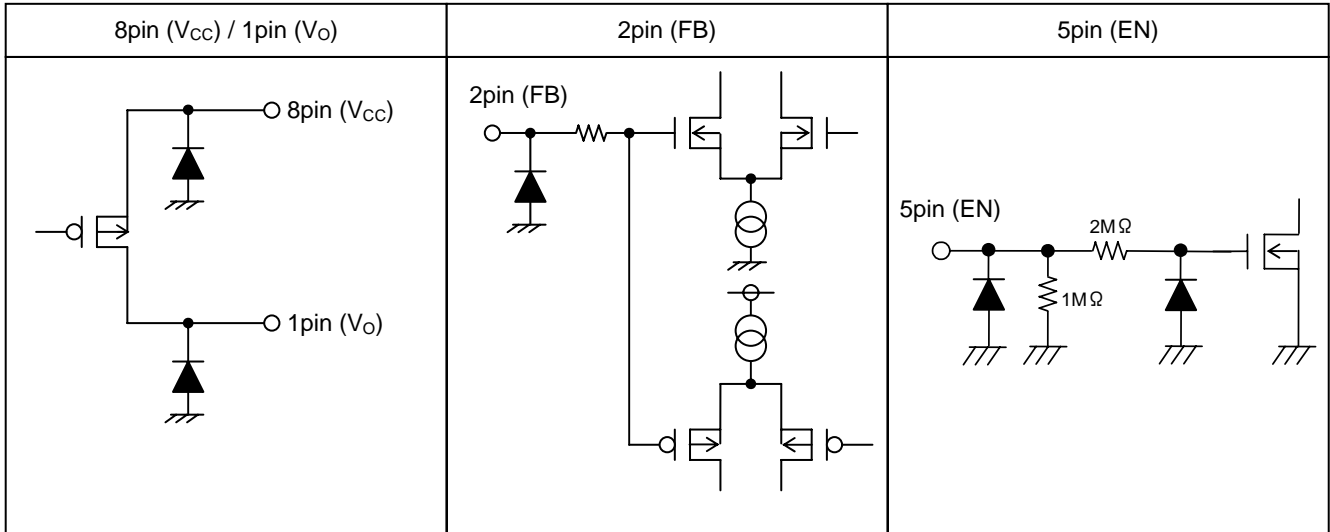 8pin (VCC) / 1pin (VO)
2pin (FB)
5pin (EN)
8pin (VCC)
1pin (VO)
2pin (FB)
5pin (EN)
2MΩ
1MΩ